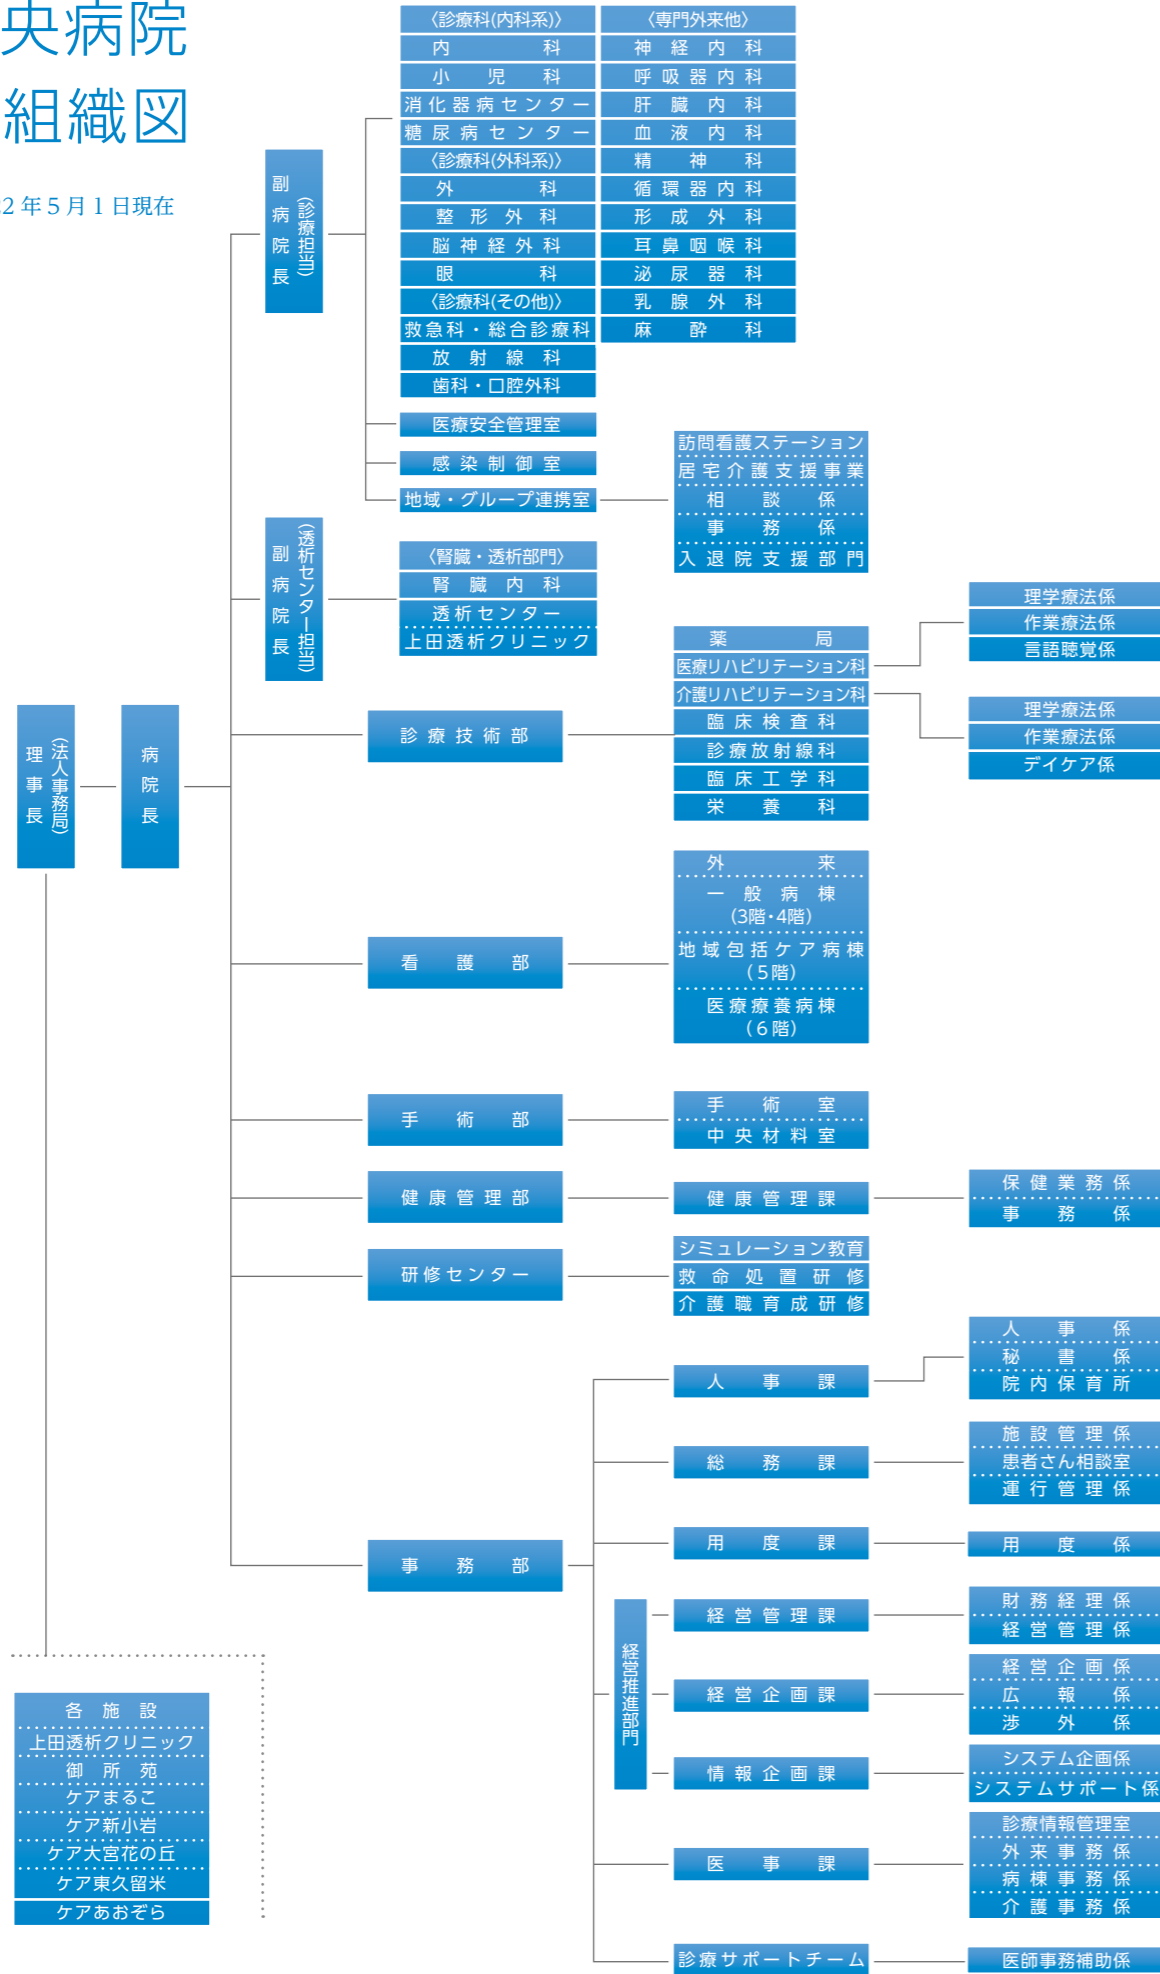 央病院
組織図
2年5月1日現在
〈診療科(内科系)〉
内科
小児科
消化器病センター
糖尿病センター
〈診療科(外科系)〉
外科
整形外科
脳神経外科
眼科
〈診療科(その他)〉
救急科・総合診療科
放射線科
歯科・口腔外科
〈専門外来他〉
神経内科
呼吸器内科
肝臓内科
血液内科
精神科
循環器内科
形成外科
耳鼻咽喉科
泌尿器科
乳腺外科
麻酔科
副病院長
(診療担当)
医療安全管理室
感染制御室
地域・グループ連携室
訪問看護ステーション
居宅介護支援事業
相談係
事務係
入退院支援部門
副病院長
(透析センター担当)
〈腎臓・透析部門〉
腎臓内科
透析センター
上田透析クリニック
理事長
(法人事務局)
病院長
診療技術部
薬局
医療リハビリテーション科
介護リハビリテーション科
臨床検査科
診療放射線科
臨床工学科
栄養科
理学療法係
作業療法係
言語聴覚係
理学療法係
作業療法係
デイケア係
看護部
外来
一般病棟
(3階・4階)
地域包括ケア病棟
(5階)
医療療養病棟
(6階)
手術部
手術室
中央材料室
健康管理部
健康管理課
保健業務係
事務係
研修センター
シミュレーション教育
救命処置研修
介護職育成研修
事務部
人事課
人事係
秘書係
院内保育所
総務課
施設管理係
患者さん相談室
運行管理係
用度課
用度係
経営推進部門
経営管理課
財務経理係
経営管理係
経営企画課
経営企画係
広報係
渉外係
情報企画課
システム企画係
システムサポート係
医事課
診療情報管理室
外来事務係
病棟事務係
介護事務係
診療サポートチーム
医師事務補助係
各施設
上田透析クリニック
御所苑
ケアまるこ
ケア新小岩
ケア大宮花の丘
ケア東久留米
ケアあおぞら